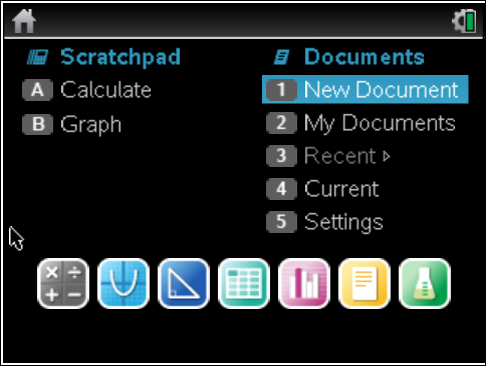 Scratchpad
A Calculate
B Graph
Documents
1 New Document
2 My Documents
3 Recent ▹
4 Current
5 Settings